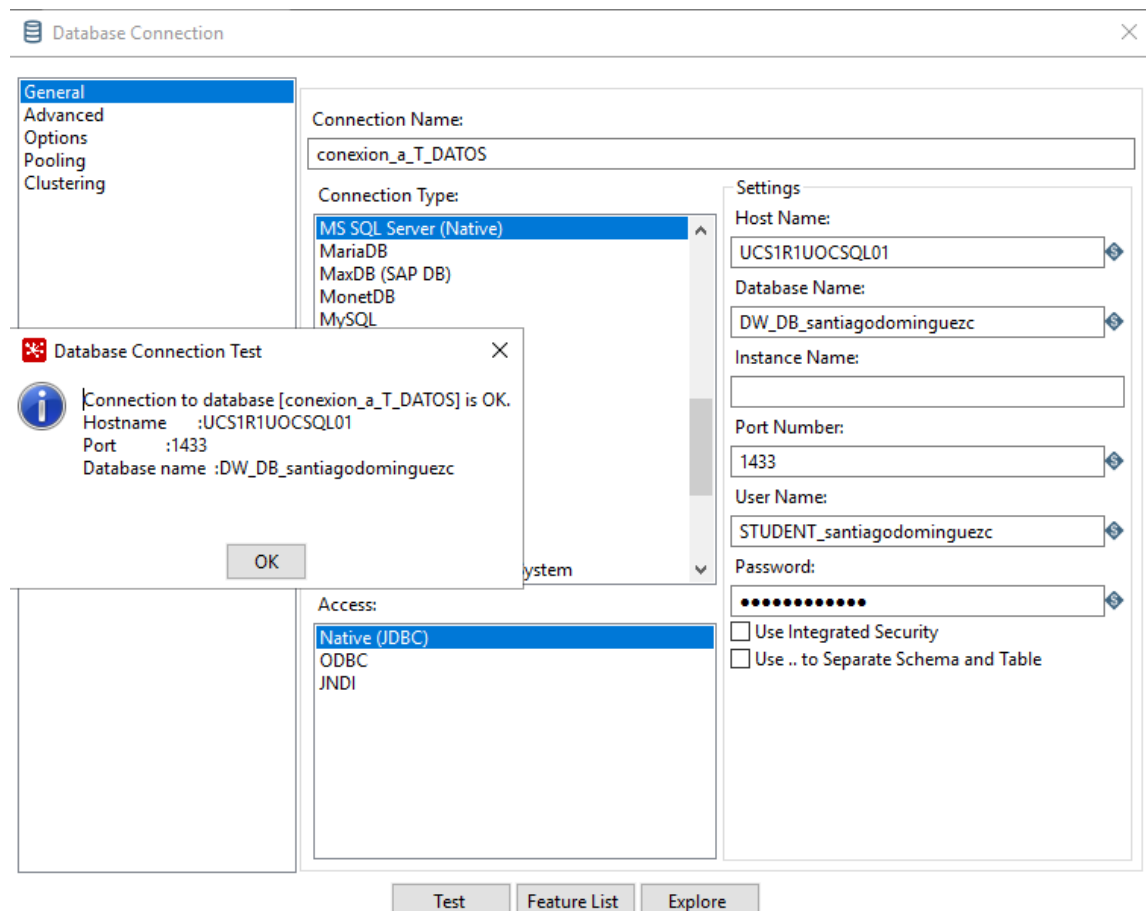 Database Connection
General
Advanced
Options
Pooling
Clustering
Connection Name:
conexion_a_T_DATOS
Connection Type:
MS SQL Server (Native)
MariaDB
MaxDB (SAP DB)
MonetDB
MySQL
ystem
Access:
Native (JDBC)
ODBC
JNDI
Settings
Host Name:
UCS1R1UOCSQL01
Database Name:
DW_DB_santiagodominguezc
Instance Name:
Port Number:
1433
User Name:
STUDENT_santiagodominguezc
Password:
●●●●●●●●●●●●
Use Integrated Security
Use .. to Separate Schema and Table
Database Connection Test
Connection to database [conexion_a_T_DATOS] is OK.
Hostname :UCS1R1UOCSQL01
Port :1433
Database name :DW_DB_santiagodominguezc
OK
Test
Feature List
Explore